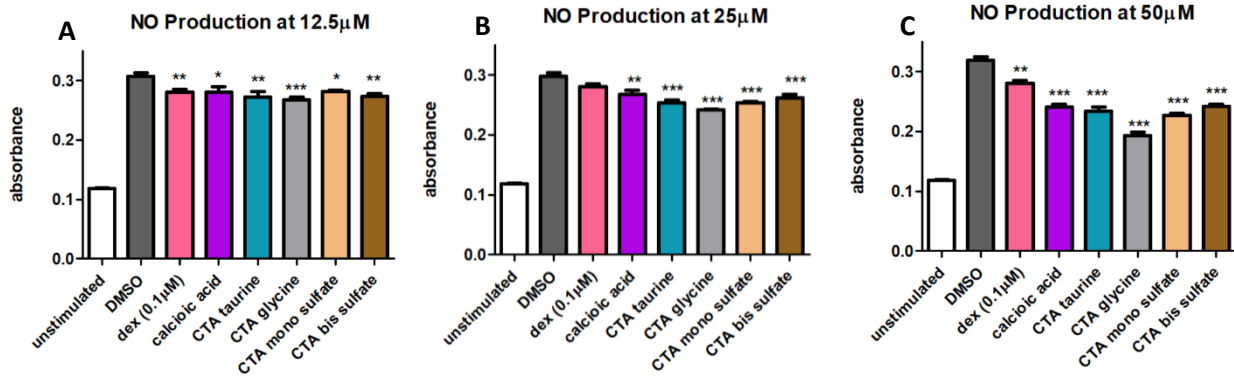 A
NO Production at 12.5μM
absorbance
0.3
0.2
0.1
0.0
** * ** *** * **
unstimulated
DMSO
dex (0.1μM)
calcioic acid
CTA taurine
CTA glycine
CTA mono sulfate
CTA bis sulfate
B
NO Production at 25μM
absorbance
0.3
0.2
0.1
0.0
** *** *** *** ***
unstimulated
DMSO
dex (0.1μM)
calcioic acid
CTA taurine
CTA glycine
CTA mono sulfate
CTA bis sulfate
C
NO Production at 50μM
absorbance
0.3
0.2
0.1
0.0
** *** *** *** *** ***
unstimulated
DMSO
dex (0.1μM)
calcioic acid
CTA taurine
CTA glycine
CTA mono sulfate
CTA bis sulfate